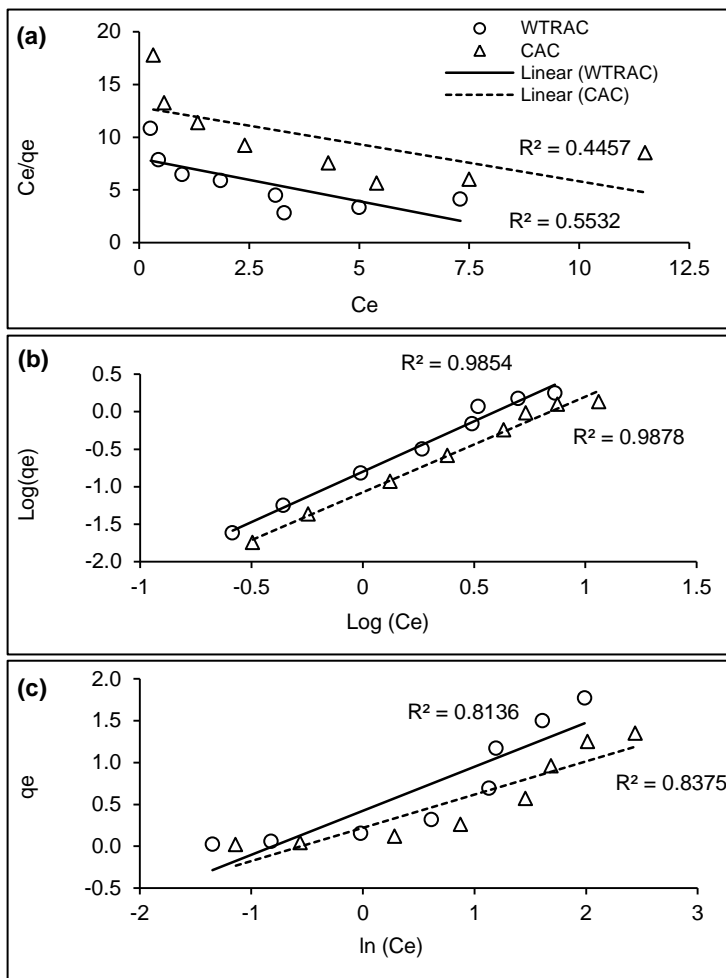 (a)
20
15
10
5
0
Ce/qe
WTRAC
CAC
Linear (WTRAC)
Linear (CAC)
R² = 0.4457
R² = 0.5532
0 2.5 5 7.5 10 12.5
Ce
(b)
R² = 0.9854
0.5
0.0
-0.5
-1.0
-1.5
-2.0
Log(qe)
R² = 0.9878
-1 -0.5 0 0.5 1 1.5
Log (Ce)
(c)
2.0
1.5
1.0
0.5
0.0
-0.5
qe
R² = 0.8136
R² = 0.8375
-2 -1 0 1 2 3
ln (Ce)